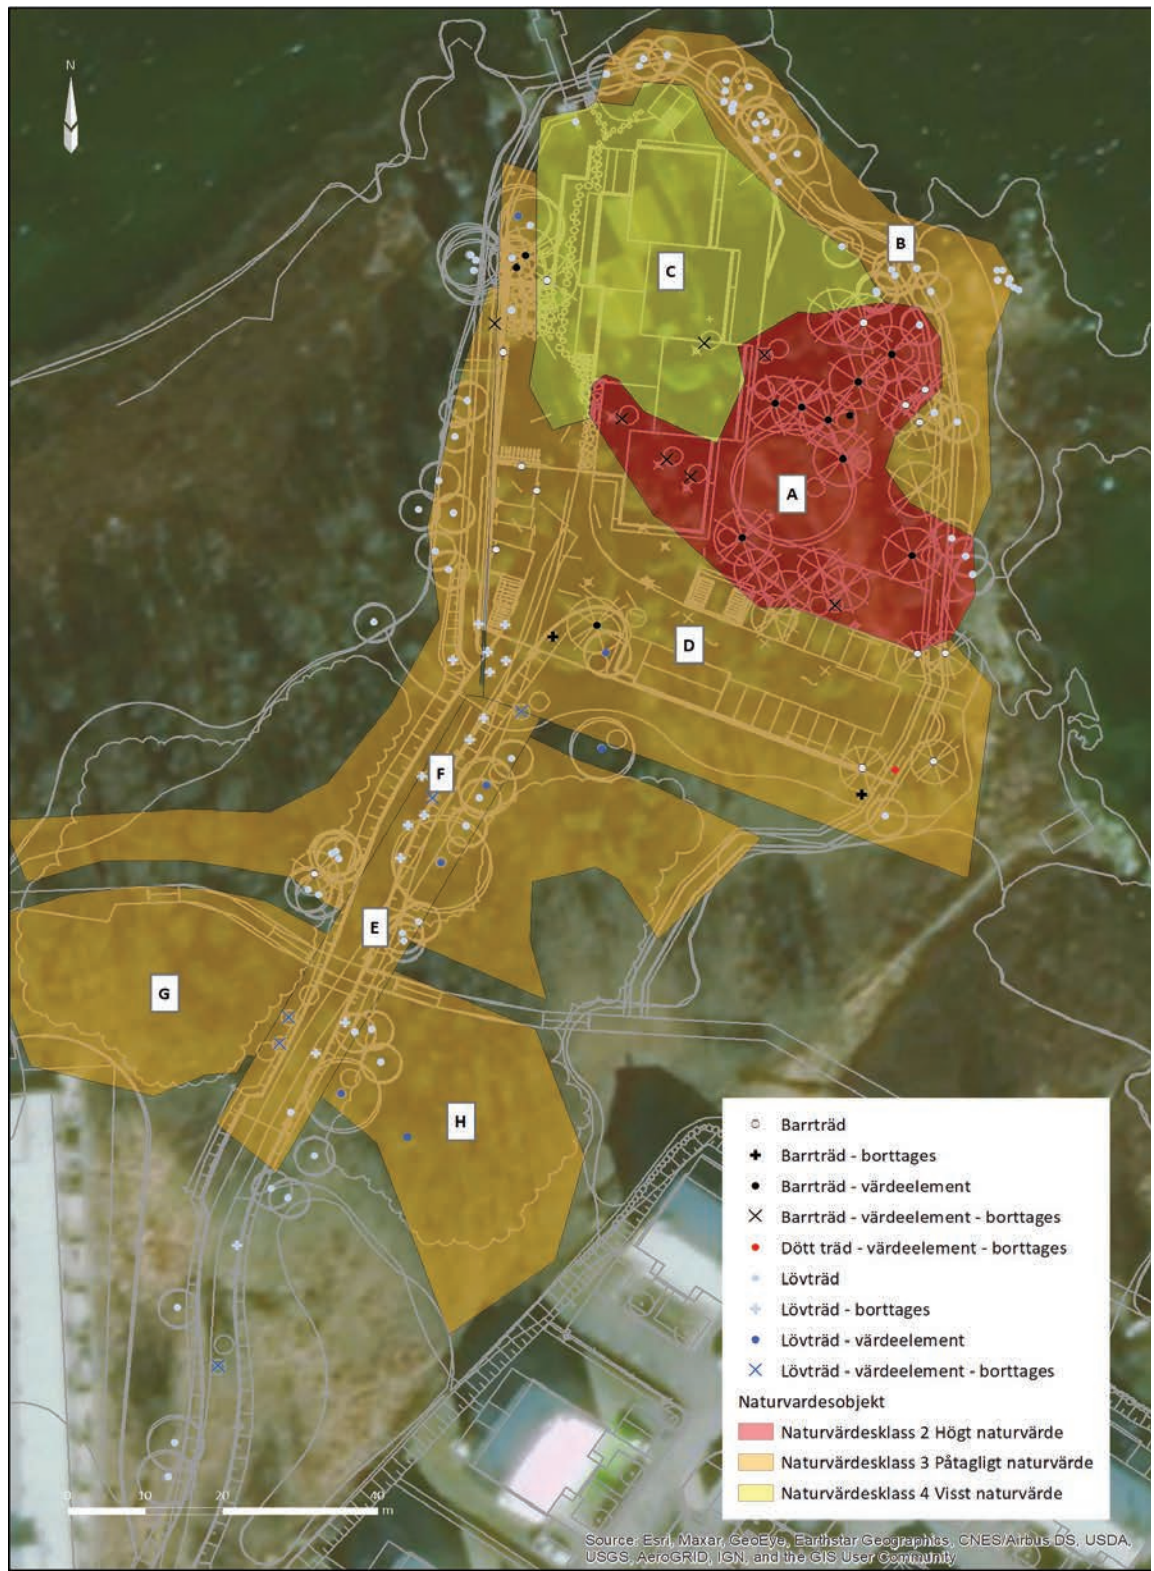 N
B
C
A
D
F
E
G
H
Barrträd
Barrträd - borttages
Barrträd - värdeelement
Barrträd - värdeelement - borttages
Dött träd - värdeelement - borttages
Lövträd
Lövträd - borttages
Lövträd - värdeelement
Lövträd - värdeelement - borttages
Naturvardesobjekt
Naturvärdesklass 2 Högt naturvärde
Naturvärdesklass 3 Påtagligt naturvärde
Naturvärdesklass 4 Visst naturvärde
0 10 20 40
m
Source: Esri, Maxar, GeoEye, Earthstar Geographics, CNES/Airbus DS, USDA,
USGS, AeroGRID, IGN, and the GIS User Community